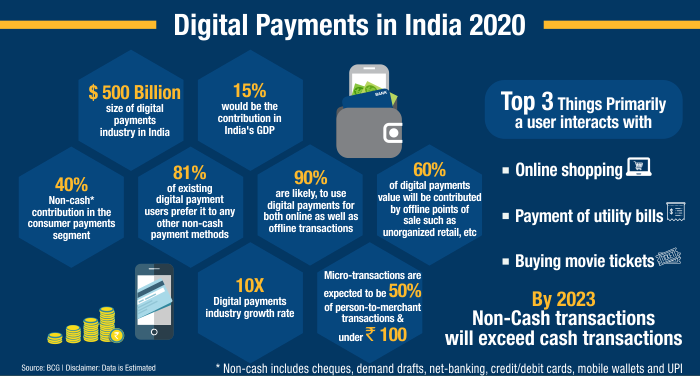 Digital Payments in India 2020
$ 500 Billion
size of digital
payments
industry in India
15%
would be the
contribution in
India's GDP
BANK
40%
Non-cash*
contribution in the
consumer payments
segment
81%
of existing
digital payment
users prefer it to any
other non-cash
payment methods
90%
are likely, to use
digital payments for
both online as well as
offline transactions
60%
of digital payments
value will be contributed
by offline points of
sale such as
unorganized retail, etc
10X
Digital payments
industry growth rate
Micro-transactions are
expected to be 50%
of person-to-merchant
transactions &
under ₹ 100
Top 3 Things Primarily
a user interacts with
Online shopping
Payment of utility bills
Buying movie tickets
By 2023
Non-Cash transactions
will exceed cash transactions
Source: BCG I Disclaimer: Data is Estimated
* Non-cash includes cheques, demand drafts, net-banking, credit/debit cards, mobile wallets and UPI